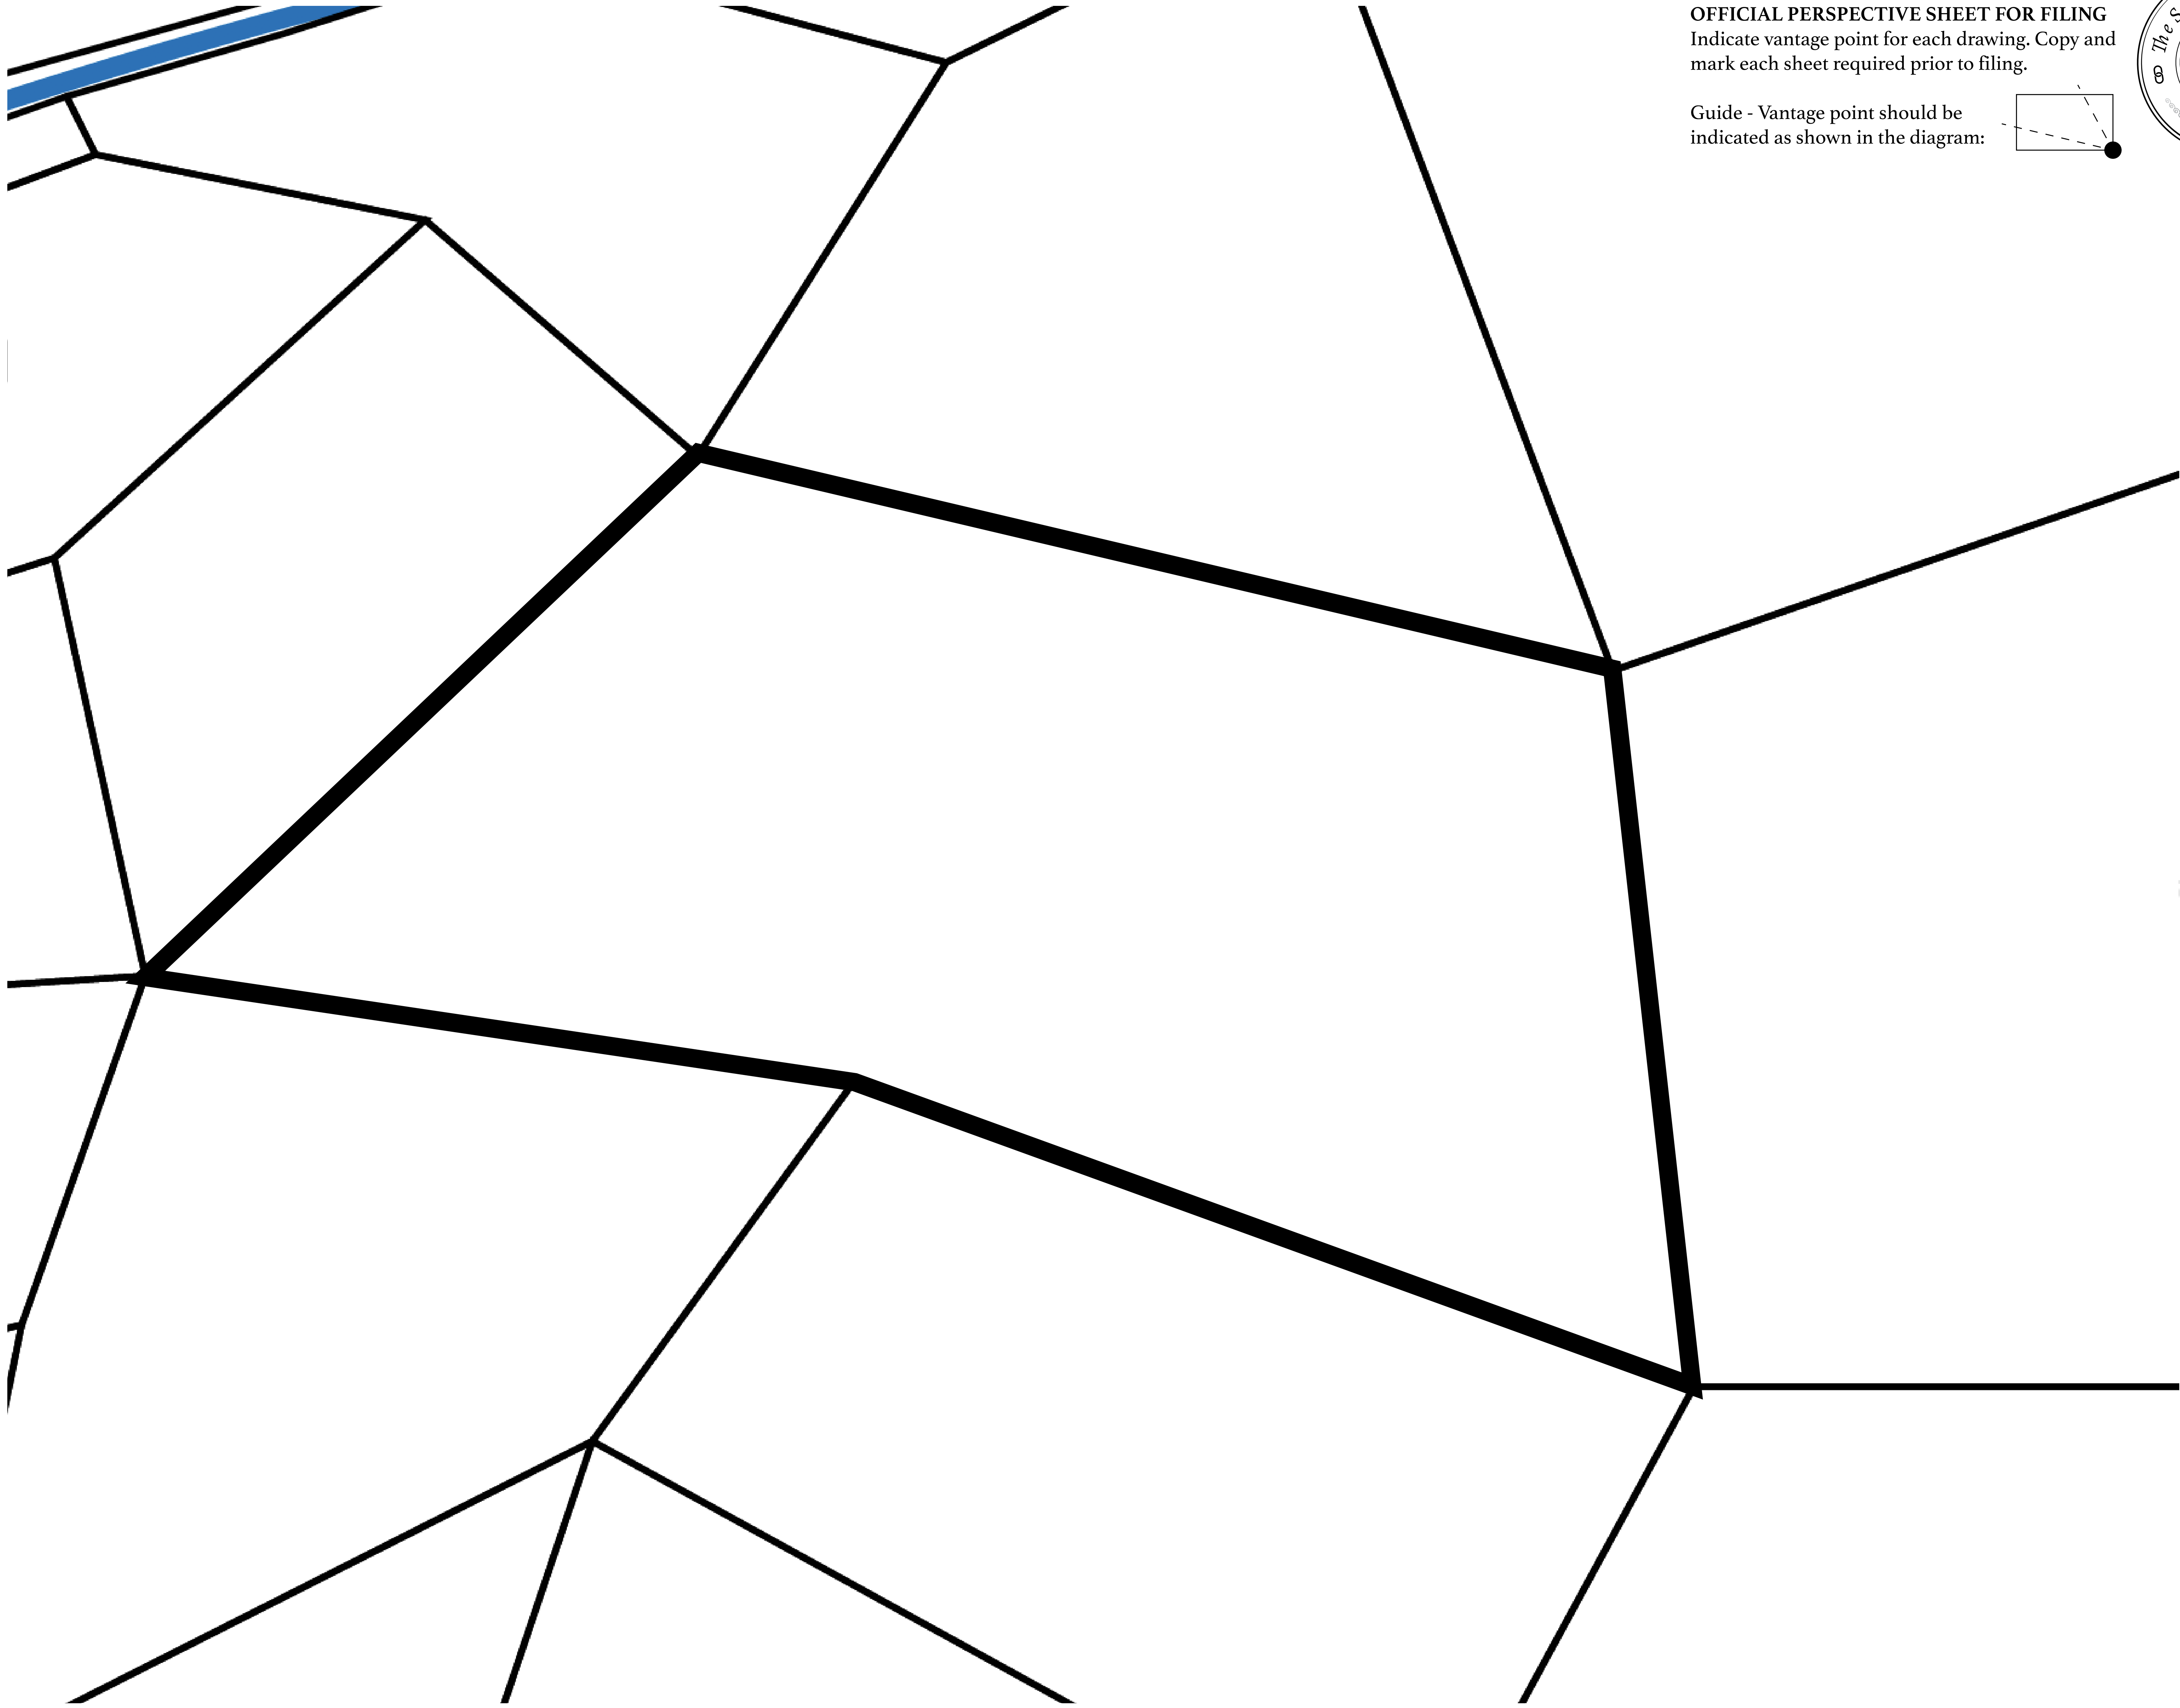 OFFICIAL PERSPECTIVE SHEET FOR FILING
Indicate vantage point for each drawing. Copy and
mark each sheet required prior to filing.
Guide - Vantage point should be
indicated as shown in the diagram:
The